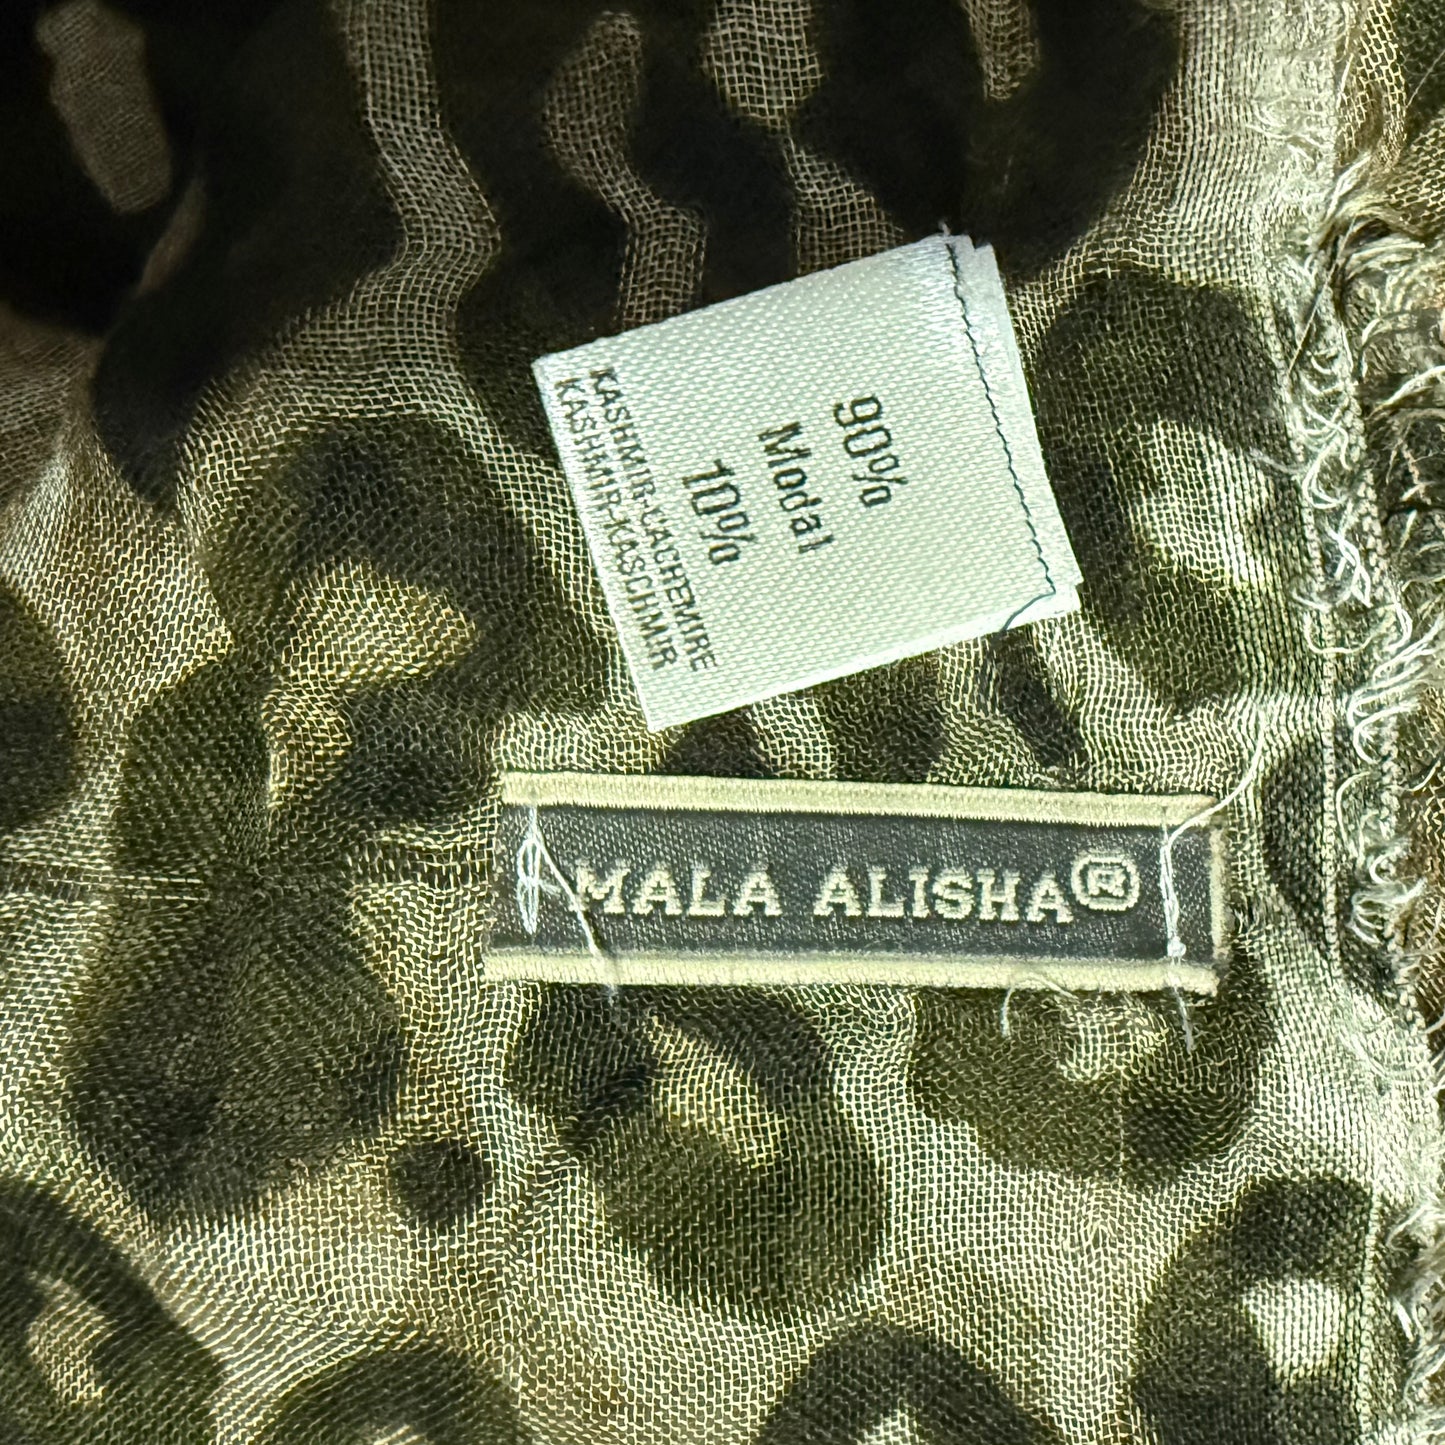 90%
Modal
10%
KASHMIR-CACHEMIRE
KASHMIR-KASCHMIR
MALA ALISHA®